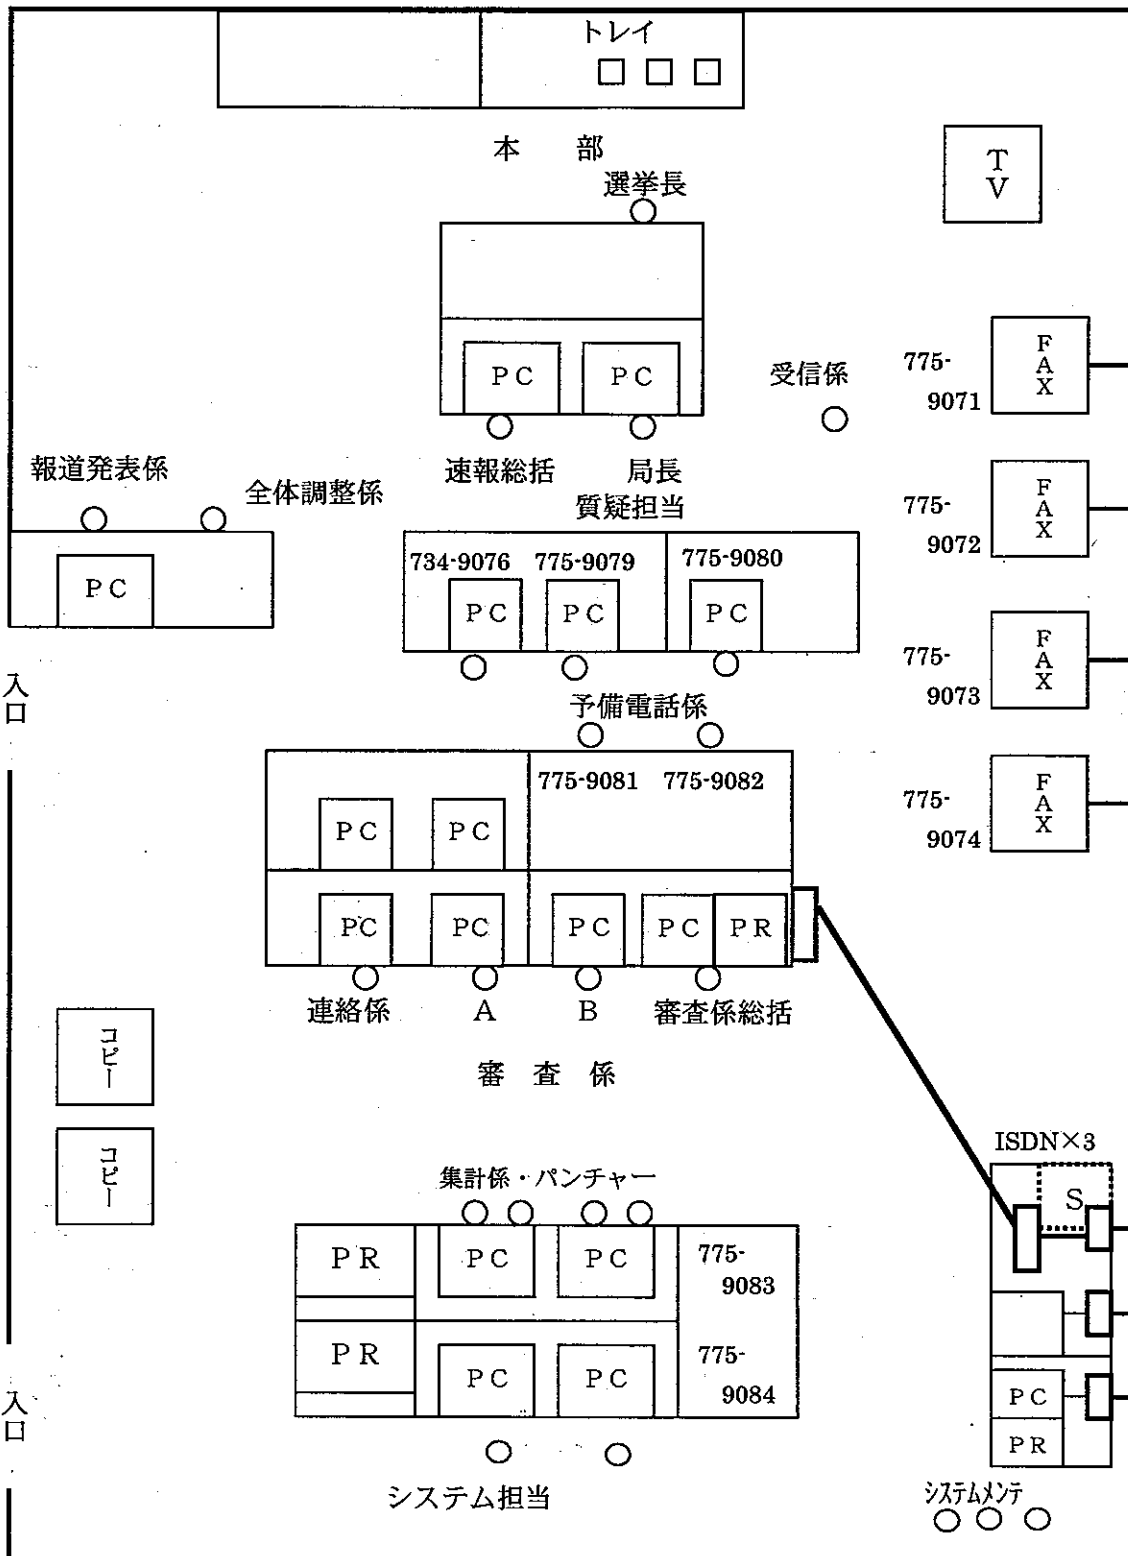 トレイ
本 部
選挙長
TV
PC PC
受信係
775-
9071
FAX
速報総括 局長
報道発表係
全体調整係
質疑担当
775-
9072
FAX
734-9076 775-9079 775-9080
PC
PC PC PC
775-
9073
FAX
入口
予備電話係
775-9081 775-9082
775-
9074
FAX
PC PC
PC PC PC PC PR
連絡係 A B 審査係総括
コピー
審 査 係
コピー
ISDN×3
集計係・パンチャー
S
PR PC PC 775-
9083
PR PC PC 775-
9084
PC
PR
入口
システム担当
システムメンテ